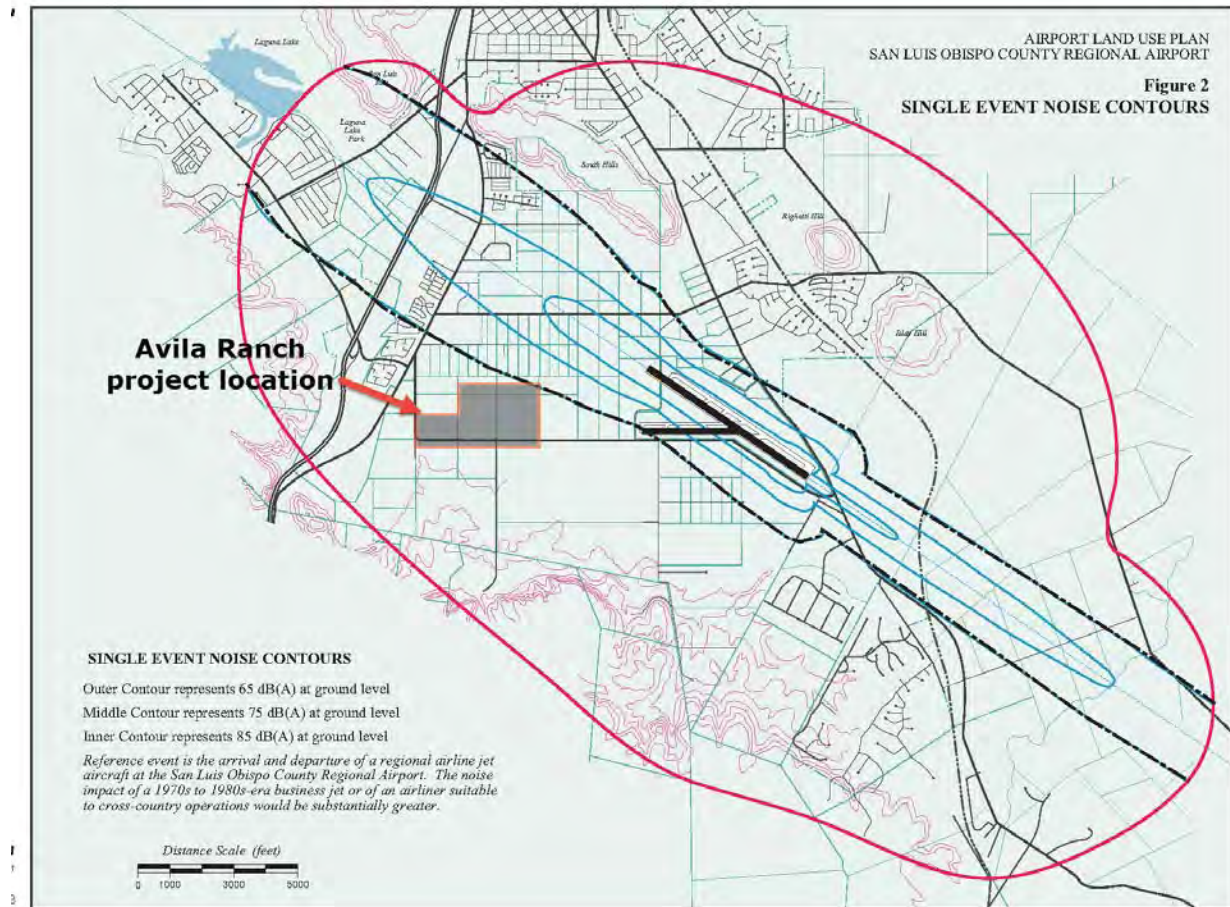 AIRPORT LAND USE PLAN
SAN LUIS OBISPO COUNTY REGIONAL AIRPORT
Figure 2
SINGLE EVENT NOISE CONTOURS
Laguna Lake
San Luis
Laguna
Lake
Park
South Hills
Righetti Hill
Islay Hill
Avila Ranch
project location
SINGLE EVENT NOISE CONTOURS
Outer Contour represents 65 dB(A) at ground level
Middle Contour represents 75 dB(A) at ground level
Inner Contour represents 85 dB(A) at ground level
Reference event is the arrival and departure of a regional airline jet
aircraft at the San Luis Obispo County Regional Airport. The noise
impact of a 1970s to 1980s-era business jet or of an airliner suitable
to cross-country operations would be substantially greater.
Distance Scale (feet)
0 1000 3000 5000